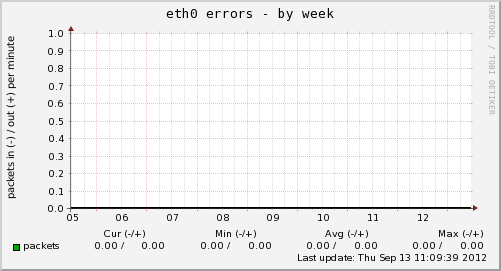 eth0 errors - by week
RRDTOOL / TOBI OETIKER
packets in (-) / out (+) per minute
1.0
0.9
0.8
0.7
0.6
0.5
0.4
0.3
0.2
0.1
0.0
05 06 07 08 09 10 11 12
Cur (-/+) Min (-/+) Avg (-/+) Max (-/+)
packets 0.00 / 0.00 0.00 / 0.00 0.00 / 0.00 0.00 / 0.00
Last update: Thu Sep 13 11:09:39 2012